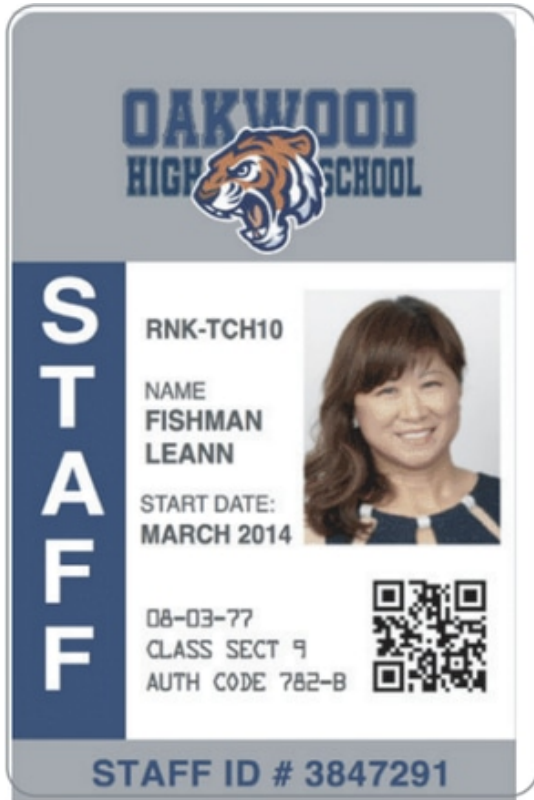 OAKWOOD
HIGH SCHOOL
STAFF
RNK-TCH10
NAME
FISHMAN
LEANN
START DATE:
MARCH 2014
08-03-77
CLASS SECT 9
AUTH CODE 782-B
STAFF ID # 3847291